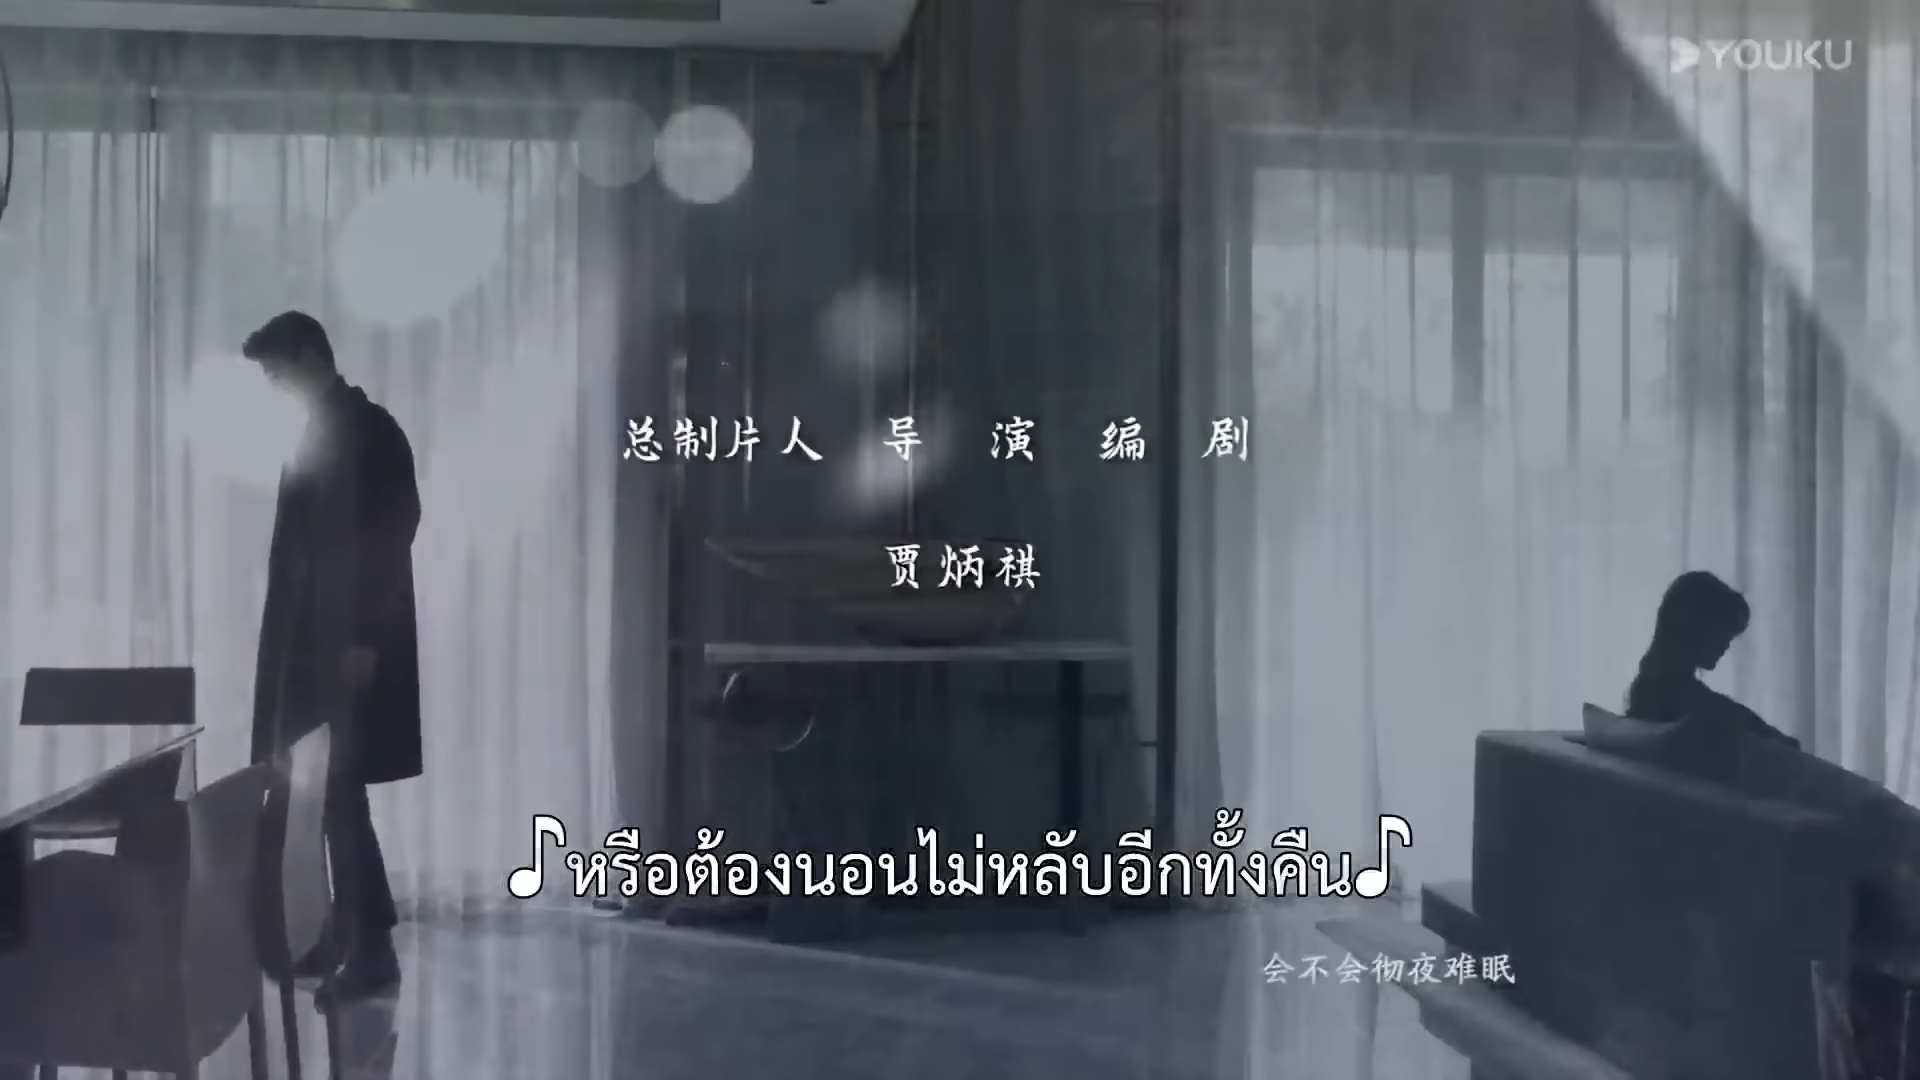 YOUKU
总制片人 导 演 编 剧
贾炳祺
♪หรือต้องนอนไม่หลับอีกทั้งคืน♪
会不会彻夜难眠